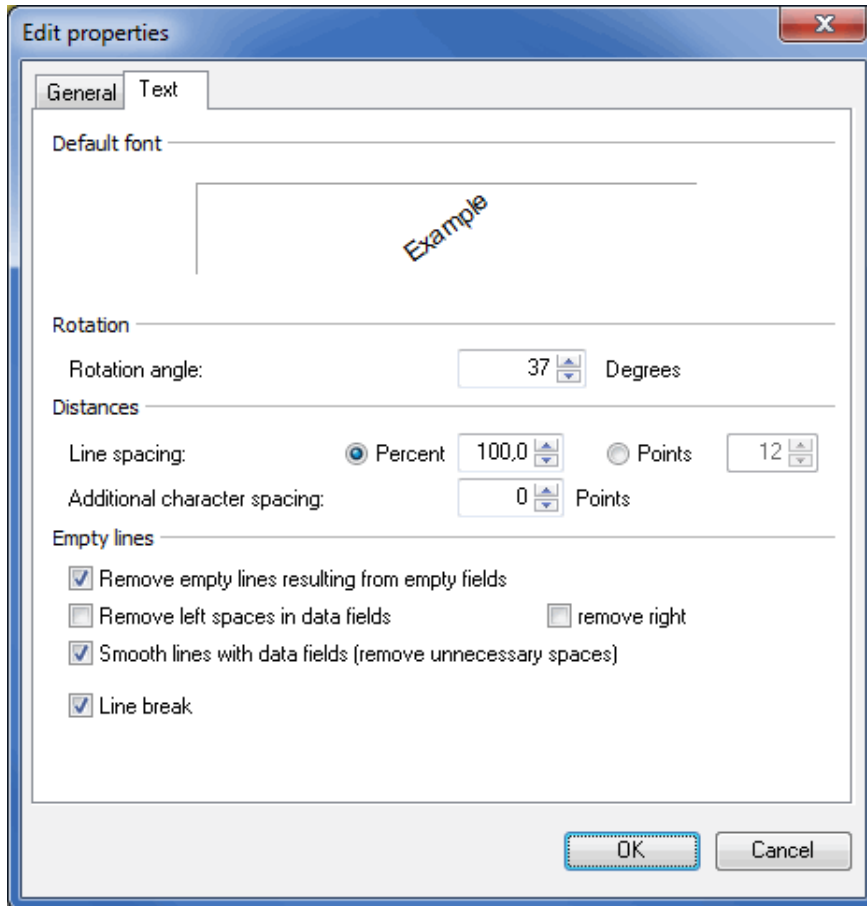 Edit properties
General Text
Default font
Example
Rotation
Rotation angle: 37 Degrees
Distances
Line spacing: Percent 100,0 Points 12
Additional character spacing: 0 Points
Empty lines
Remove empty lines resulting from empty fields
Remove left spaces in data fields remove right
Smooth lines with data fields (remove unnecessary spaces)
Line break
OK Cancel